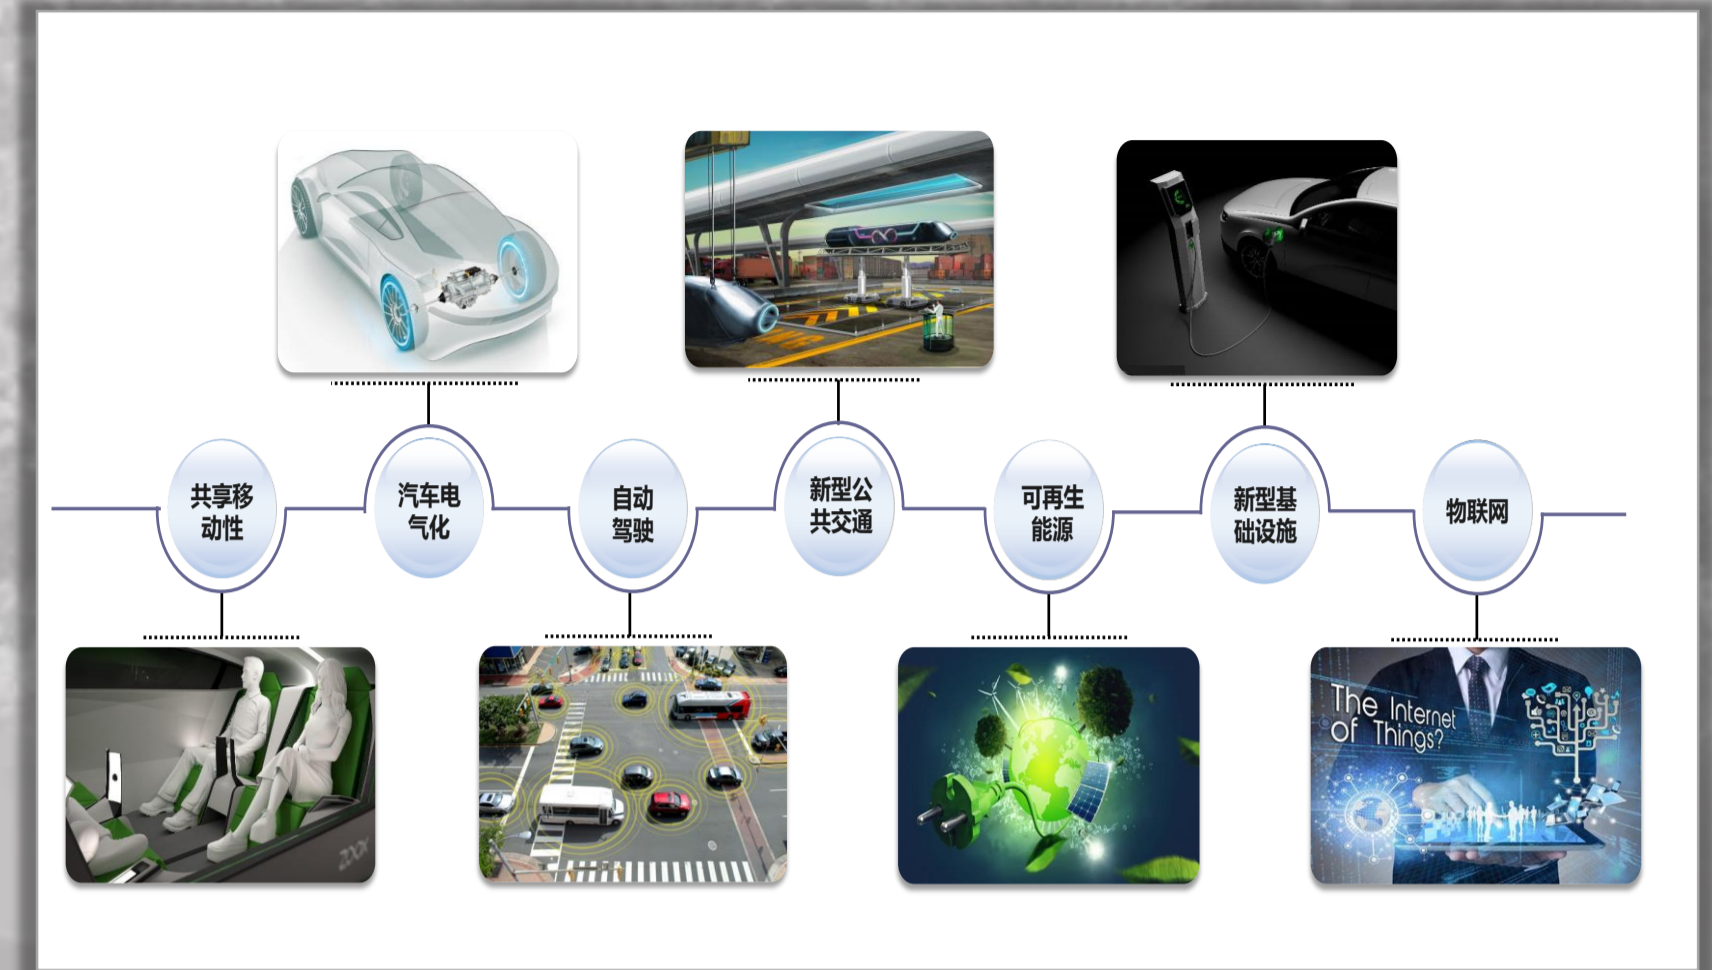 共享移
动性
汽车电
气化
自动
驾驶
新型公
共交通
可再生
能源
新型基
础设施
物联网
The Internet
of Things?